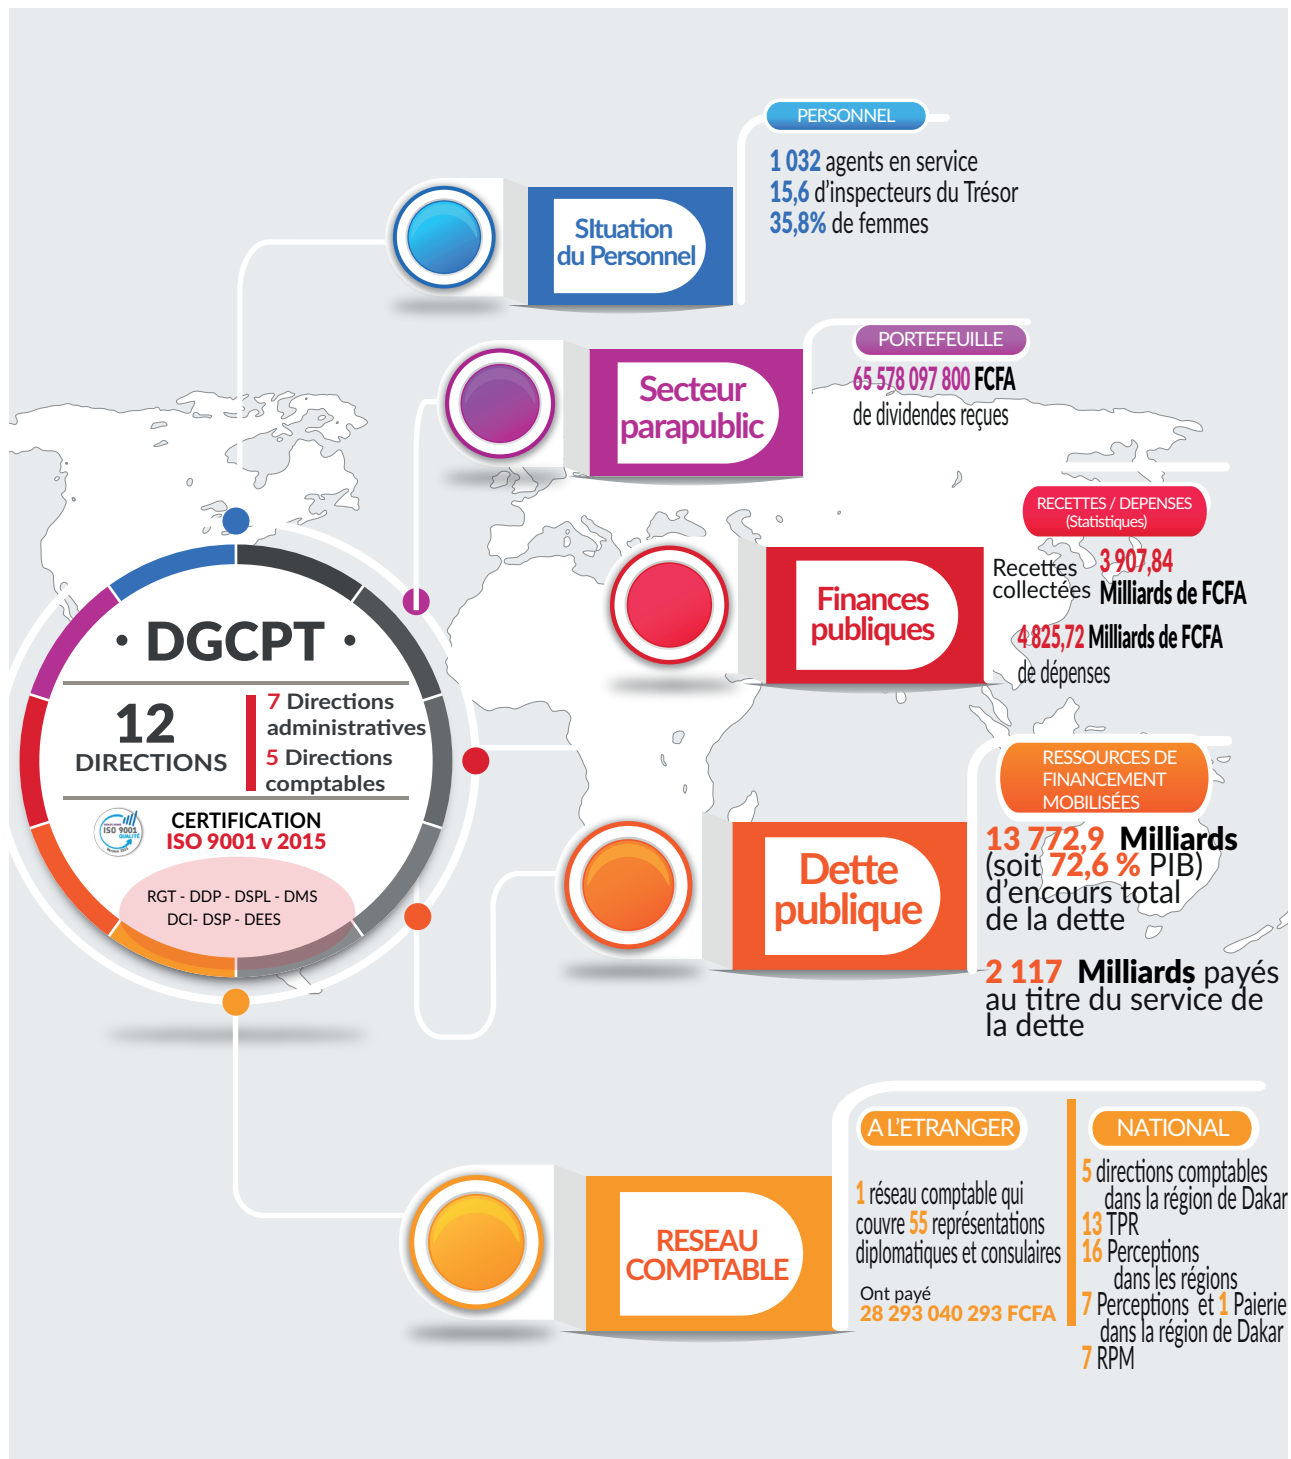 PERSONNEL
1 032 agents en service
15,6 d’inspecteurs du Trésor
35,8% de femmes
SItuation
du Personnel
PORTEFEUILLE
65 578 097 800 FCFA
de dividendes reçues
Secteur
parapublic
RECETTES / DEPENSES
(Statistiques)
Recettes
collectées
3 907,84
Milliards de FCFA
4 825,72 Milliards de FCFA
de dépenses
Finances
publiques
• DGCPT •
12
DIRECTIONS
7 Directions
administratives
5 Directions
comptables
ISO 9001
QUALITÉ
CERTIFICATION
ISO 9001 v 2015
RGT - DDP - DSPL - DMS
DCI- DSP - DEES
RESSOURCES DE
FINANCEMENT
MOBILISÉES
13 772,9 Milliards
(soit 72,6 % PIB)
d’encours total
de la dette
2 117 Milliards payés
au titre du service de
la dette
Dette
publique
RESEAU
COMPTABLE
A L’ETRANGER
1 réseau comptable qui
couvre 55 représentations
diplomatiques et consulaires
Ont payé
28 293 040 293 FCFA
NATIONAL
5 directions comptables
dans la région de Dakar
13 TPR
16 Perceptions
dans les régions
7 Perceptions et 1 Paierie
dans la région de Dakar
7 RPM